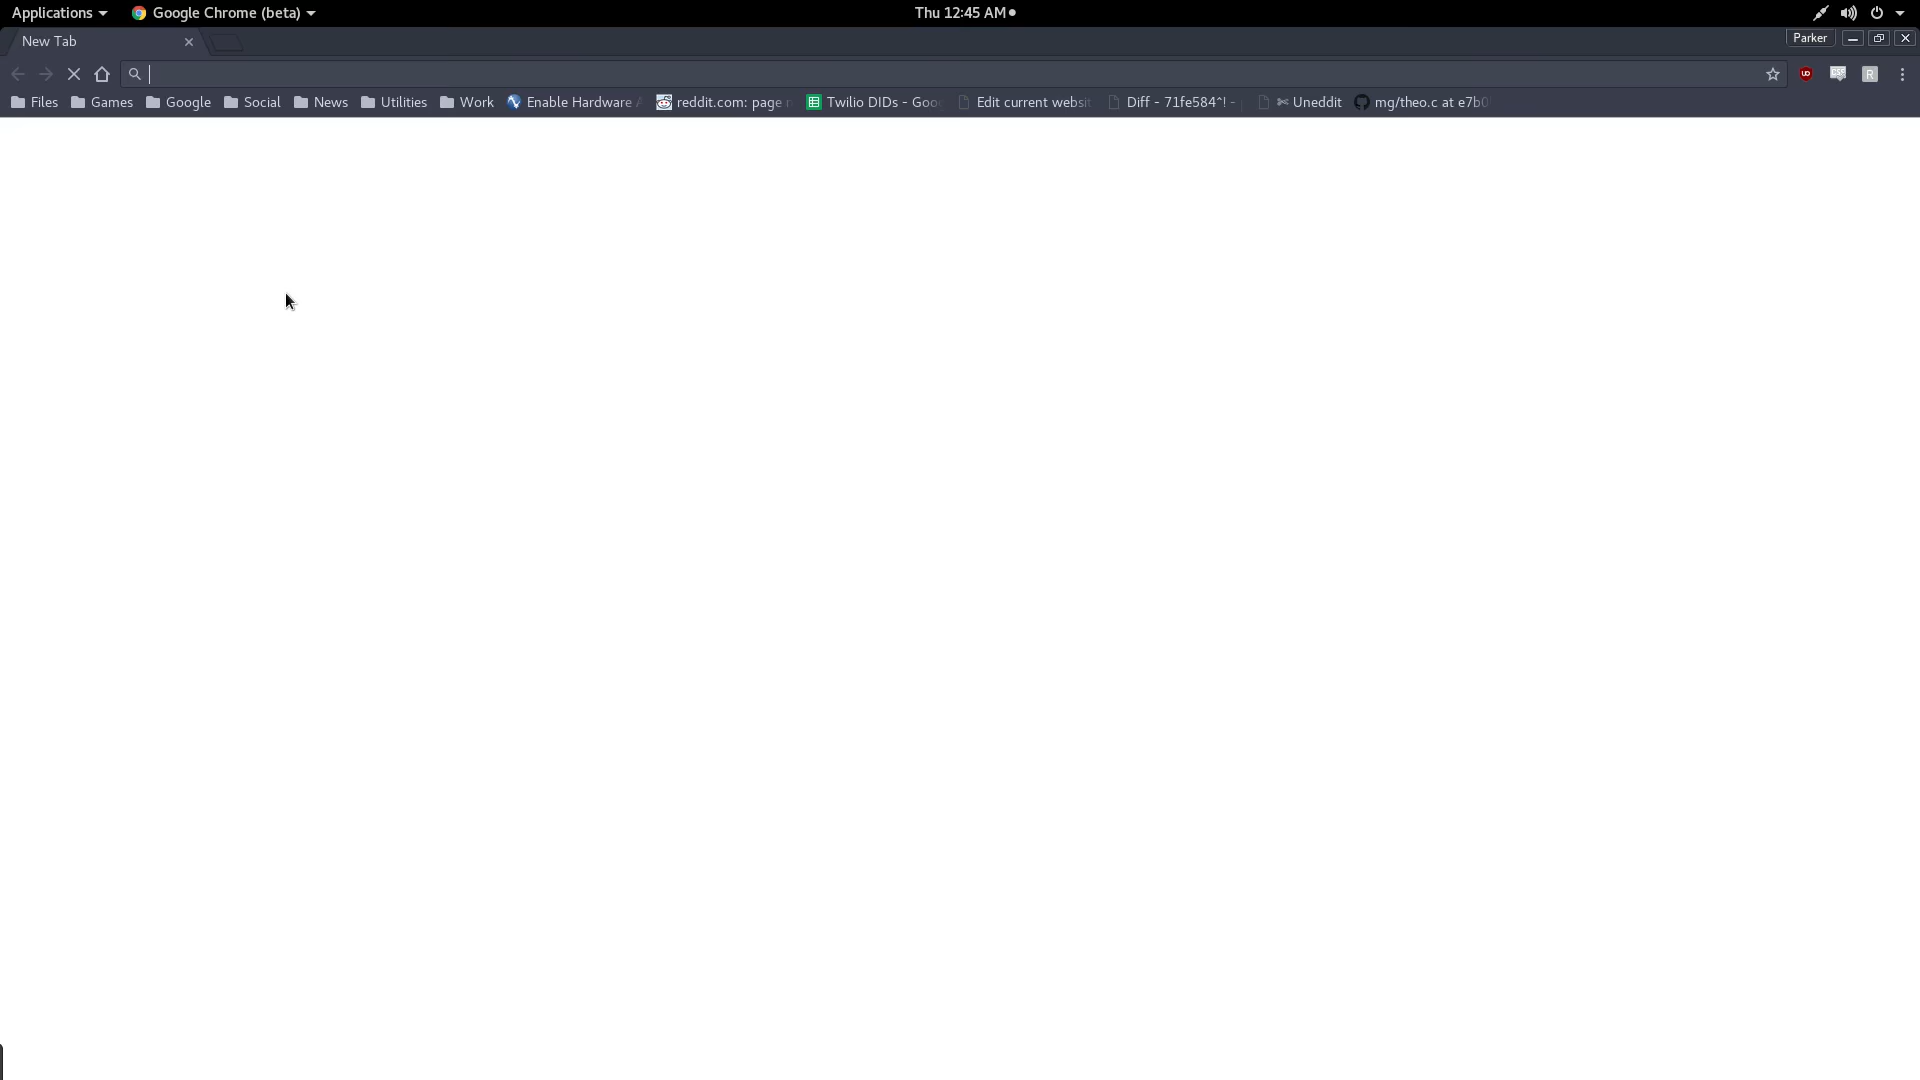 Applications Google Chrome (beta) Thu 12:45 AM
New Tab Parker
Files Games Google Social News Utilities Work Enable Hardware reddit.com: page Twilio DIDs - Goo Edit current websi Diff - 71fe584^! - Uneddit mg/theo.c at e7b0
R